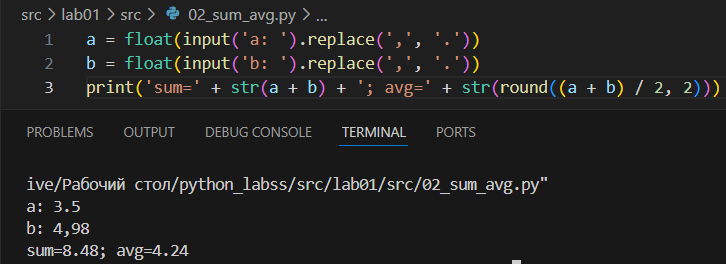 src > lab01 > src > 02_sum_avg.py > ...
1 a = float(input('a: ').replace(',', '.'))
2 b = float(input('b: ').replace(',', '.'))
3 print('sum=' + str(a + b) + '; avg=' + str(round((a + b) / 2, 2)))
PROBLEMS OUTPUT DEBUG CONSOLE TERMINAL PORTS
ive/Рабочий стол/python_labss/src/lab01/src/02_sum_avg.py"
a: 3.5
b: 4,98
sum=8.48; avg=4.24